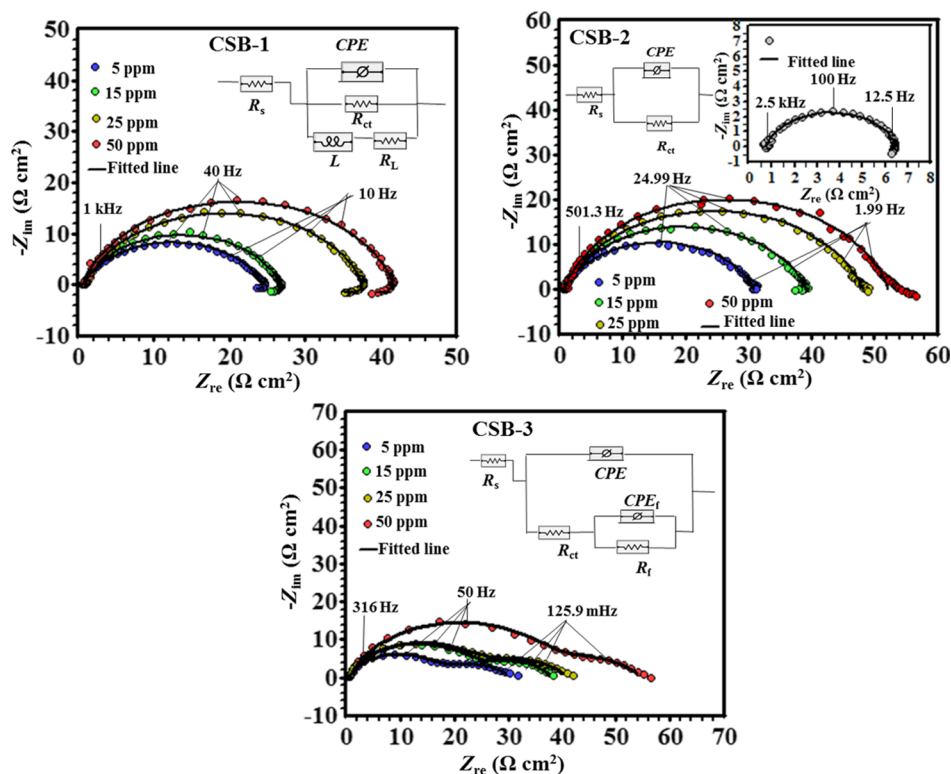 CSB-1
5 ppm
15 ppm
25 ppm
50 ppm
Fitted line
CPE
Rs
Rct
L
RL
1 kHz
40 Hz
10 Hz
50
40
30
20
10
0
-10
-Zim (Ω cm²)
0 10 20 30 40 50
Zre (Ω cm²)
CSB-2
CPE
Rs
Rct
8
7
6
5
4
3
2
1
0
-1
-Zim (Ω cm²)
Fitted line
2.5 kHz
100 Hz
12.5 Hz
0 1 2 3 4 5 6 7 8
Zre (Ω cm²)
501.3 Hz
24.99 Hz
1.99 Hz
5 ppm
15 ppm
25 ppm
50 ppm
Fitted line
60
50
40
30
20
10
0
-10
-Zim (Ω cm²)
0 10 20 30 40 50 60
Zre (Ω cm²)
CSB-3
5 ppm
15 ppm
25 ppm
50 ppm
Fitted line
Rs
CPE
CPEf
Rct
Rf
316 Hz
50 Hz
125.9 mHz
70
60
50
40
30
20
10
0
-10
-Zim (Ω cm²)
0 10 20 30 40 50 60 70
Zre (Ω cm²)